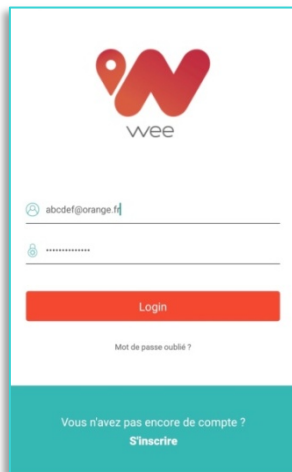 wee
abcdef@orange.fr
••••••••••••••
Login
Mot de passe oublié ?
Vous n'avez pas encore de compte ?
S'inscrire